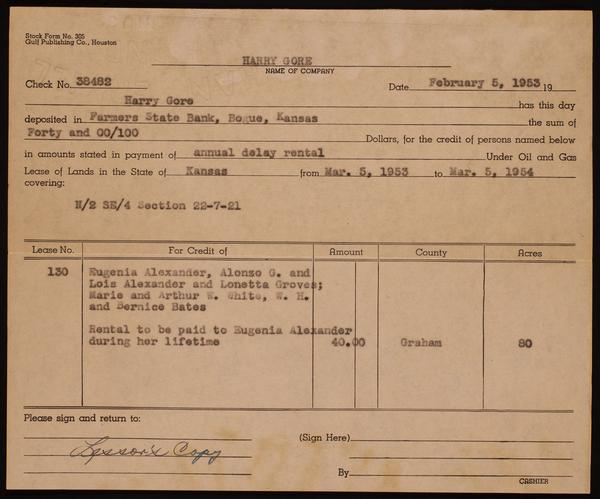 Stock Form No. 305
Gulf Publishing Co., Houston
HARRY GORE
NAME OF COMPANY
Check No. 38482 Date February 5, 1953 19
Harry Gore has this day
deposited in Farmers State Bank, Bogue, Kansas the sum of
Forty and 00/100 Dollars, for the credit of persons named below
in amounts stated in payment of annual delay rental Under Oil and Gas
Lease of Lands in the State of Kansas from Mar. 5, 1953 to Mar. 5, 1954
covering:
N/2 SE/4 Section 22-7-21
Lease No. For Credit of Amount County Acres
130 Eugenia Alexander, Alonzo G. and
Lois Alexander and Lonetta Groves;
Marie and Arthur W. White, W. H.
and Bernice Bates
Rental to be paid to Eugenia Alexander
during her lifetime 40.00 Graham 80
Please sign and return to:
(Sign Here)
Lessor's Copy
By
CASHIER